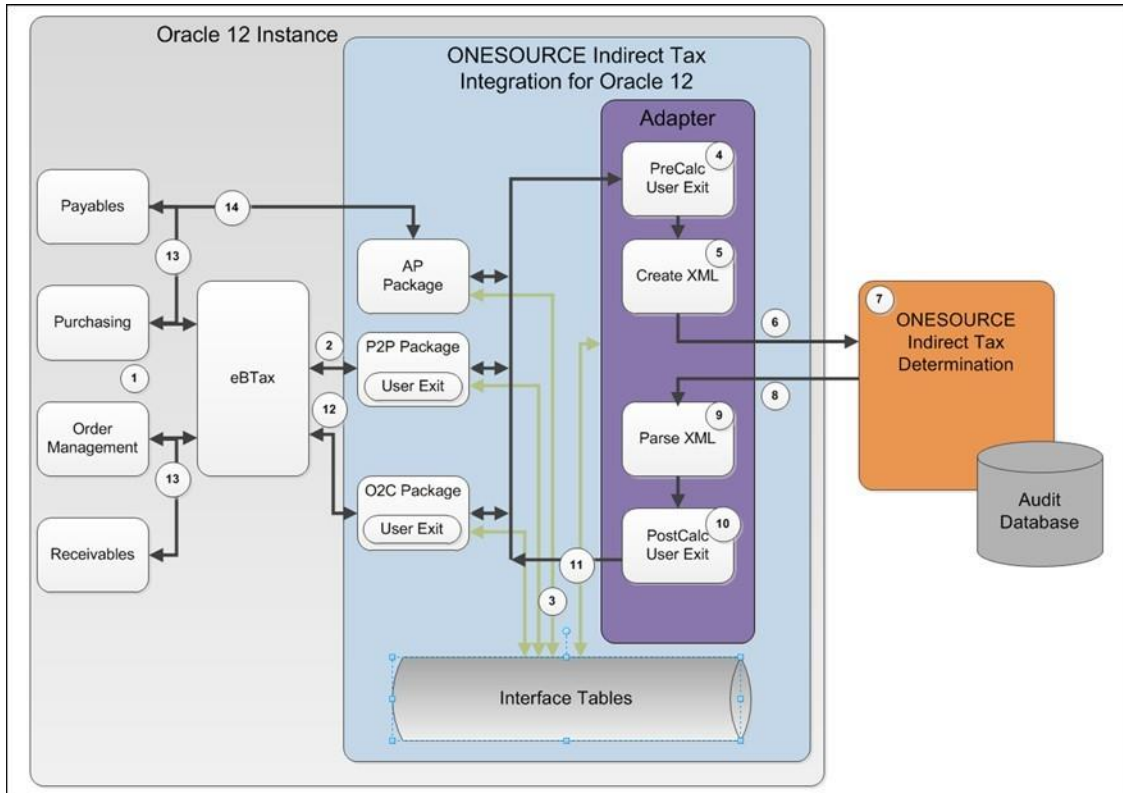 Oracle 12 Instance
ONESOURCE Indirect Tax
Integration for Oracle 12
Adapter
PreCalc
User Exit
4
Payables
14
AP
Package
13
Create XML
5
Purchasing
1
eBTax
2
P2P Package
User Exit
6
7
ONESOURCE
Indirect Tax
Determination
8
12
Order
Management
Parse XML
9
13
O2C Package
User Exit
Audit
Database
Receivables
PostCalc
User Exit
10
11
3
Interface Tables